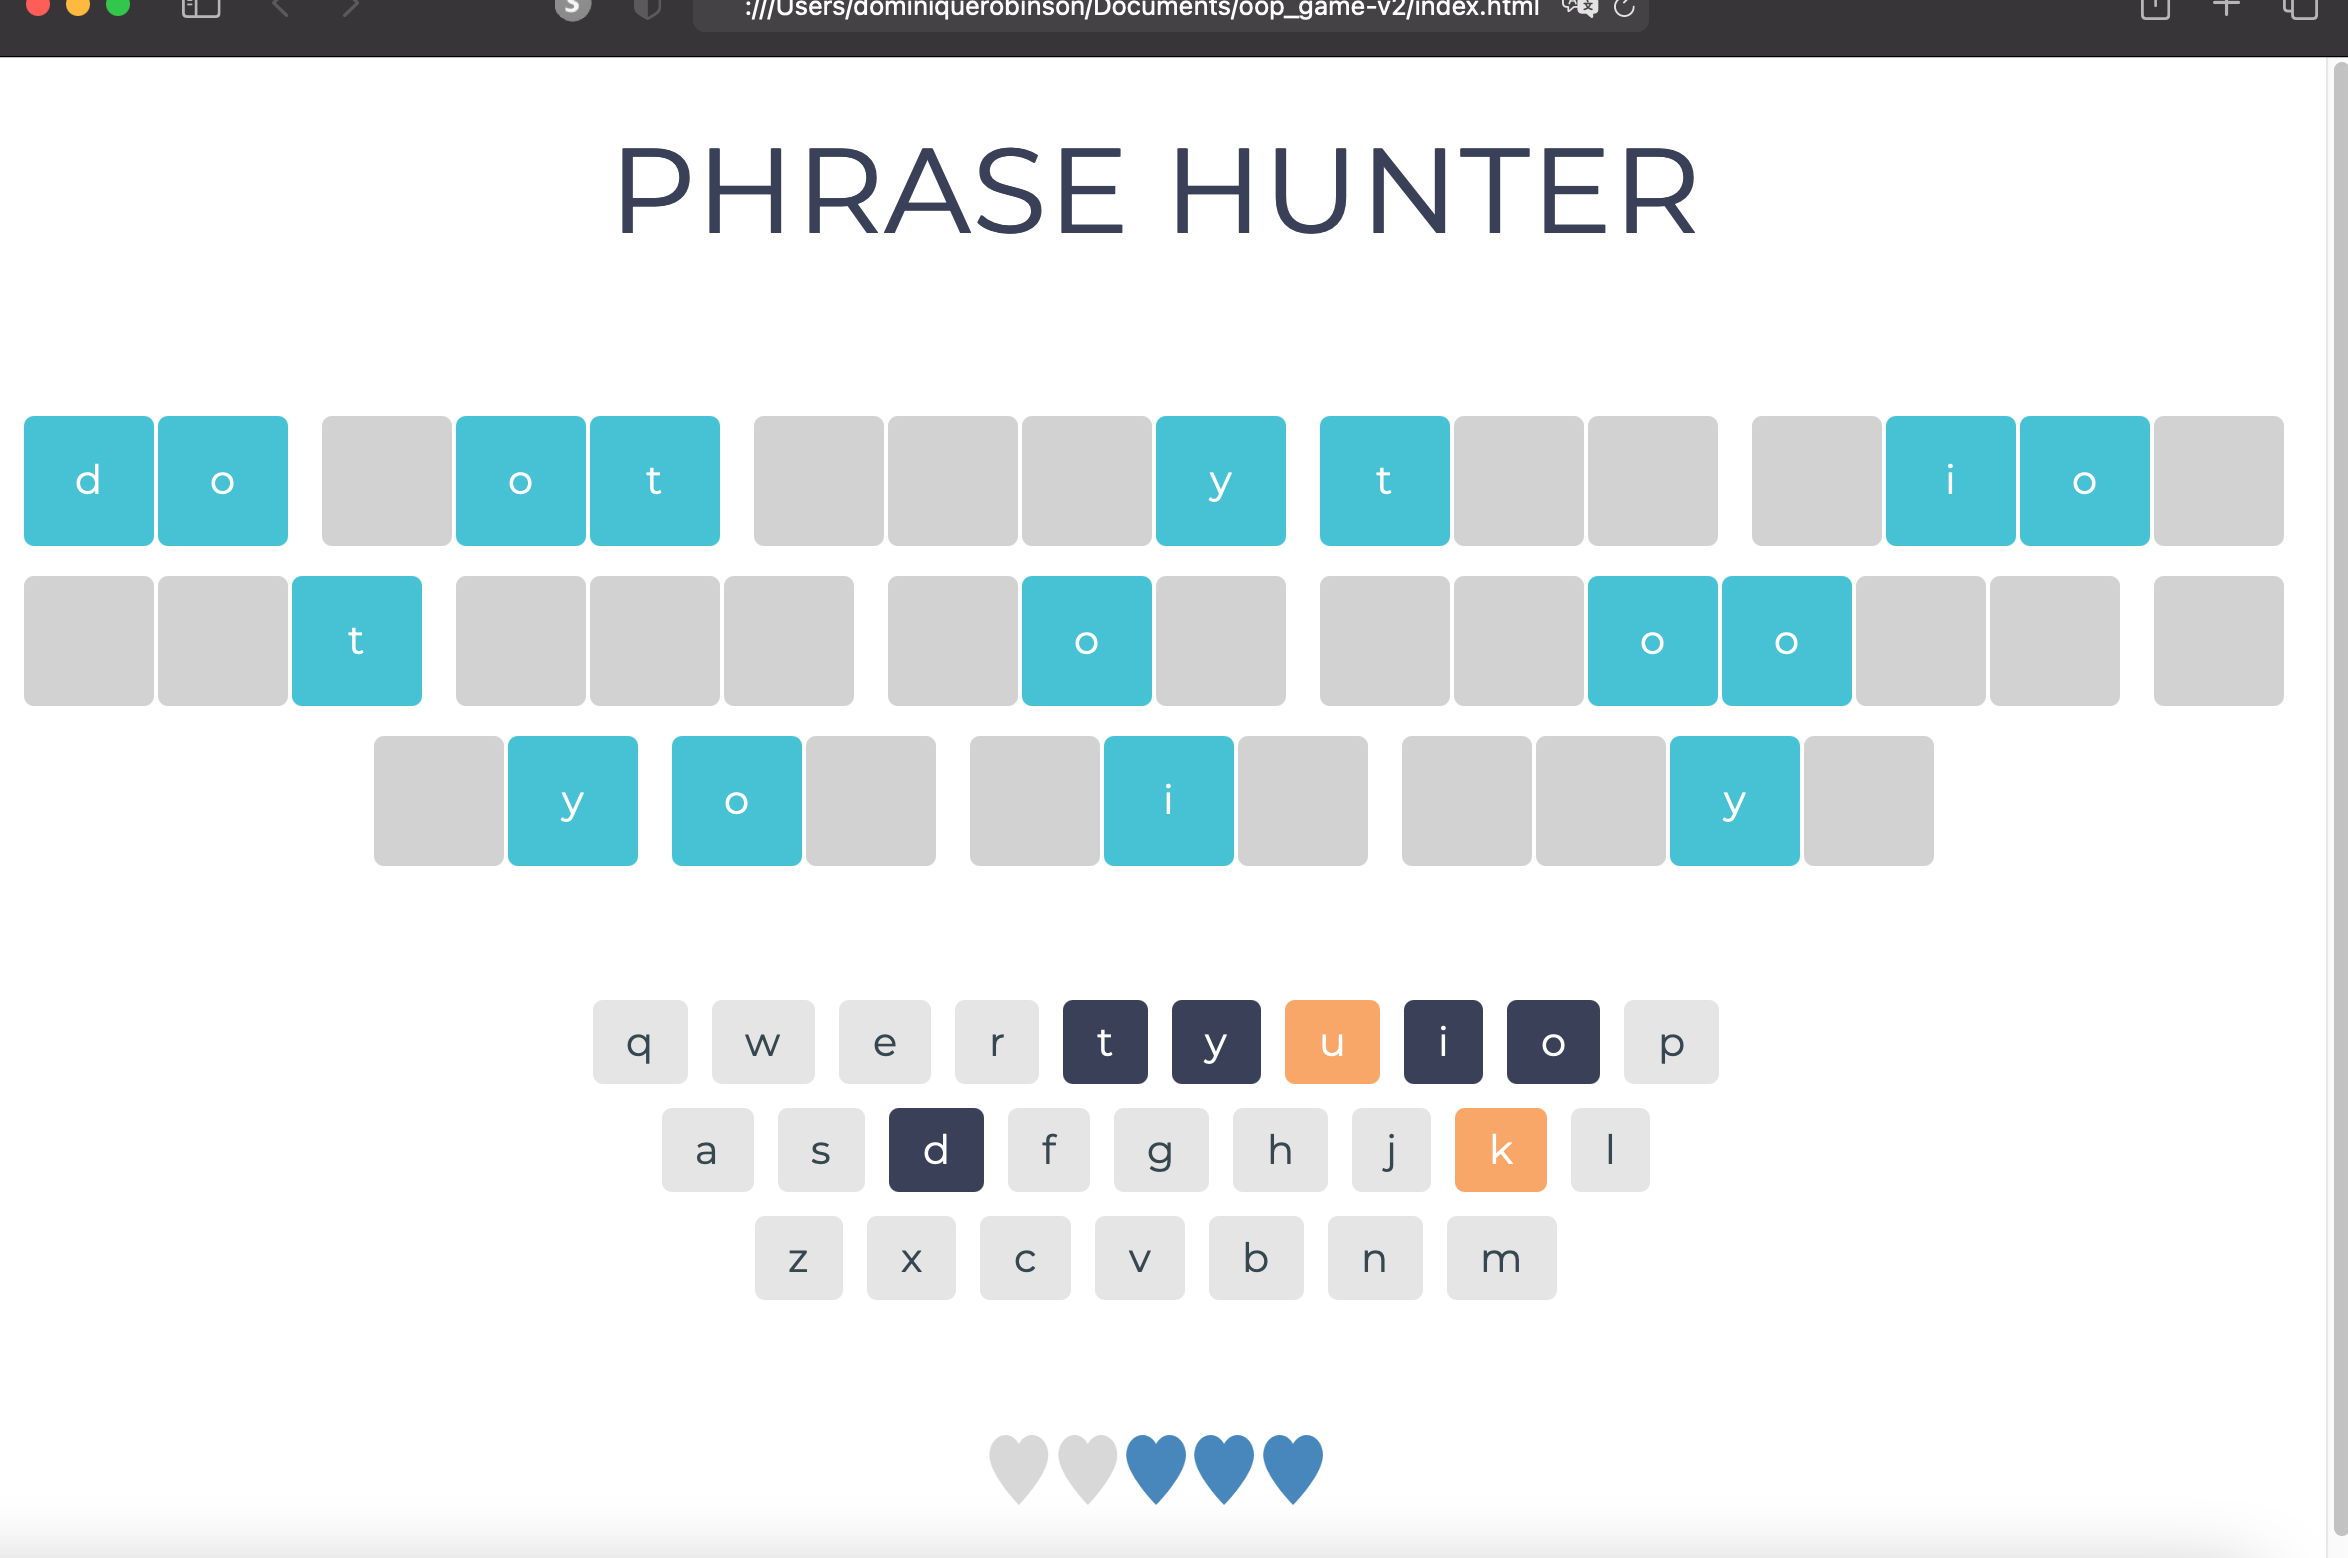 :///Users/dominiquerobinson/Documents/oop_game-v2/index.html
PHRASE HUNTER
d o o t y t i o
t o o o
y o i y
q w e r t y u i o p
a s d f g h j k l
z x c v b n m